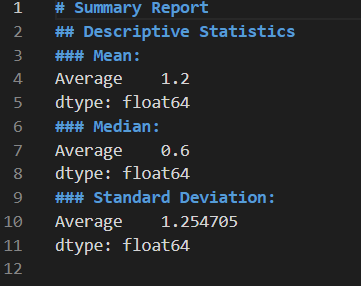 1 # Summary Report
2 ## Descriptive Statistics
3 ### Mean:
4 Average    1.2
5 dtype: float64
6 ### Median:
7 Average    0.6
8 dtype: float64
9 ### Standard Deviation:
10 Average    1.254705
11 dtype: float64
12